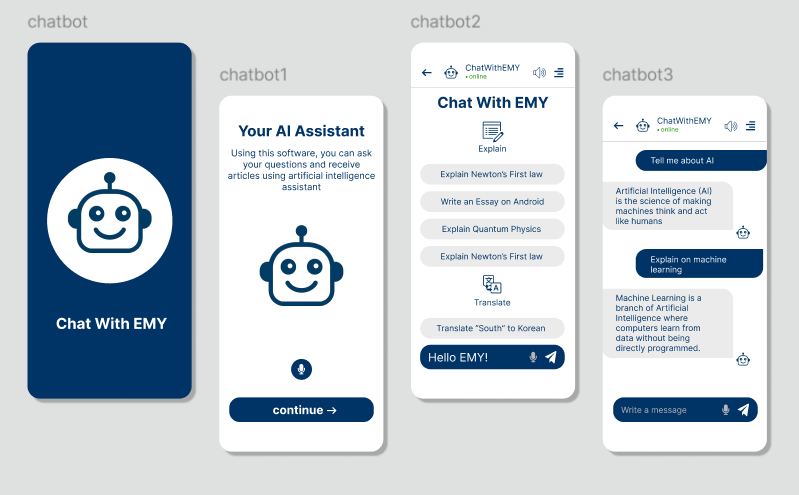 chatbot
Chat With EMY
chatbot1
Your AI Assistant
Using this software, you can ask
your questions and receive
articles using artificial intelligence
assistant
continue →
chatbot2
ChatWithEMY
• online
Chat With EMY
Explain
Explain Newton's First law
Write an Essay on Android
Explain Quantum Physics
Explain Newton's First law
Translate
Translate "South" to Korean
Hello EMY!
chatbot3
ChatWithEMY
• online
Tell me about AI
Artificial Intelligence (AI)
is the science of making
machines think and act
like humans
Explain on machine
learning
Machine Learning is a
branch of Artificial
Intelligence where
computers learn from
data without being
directly programmed.
Write a message